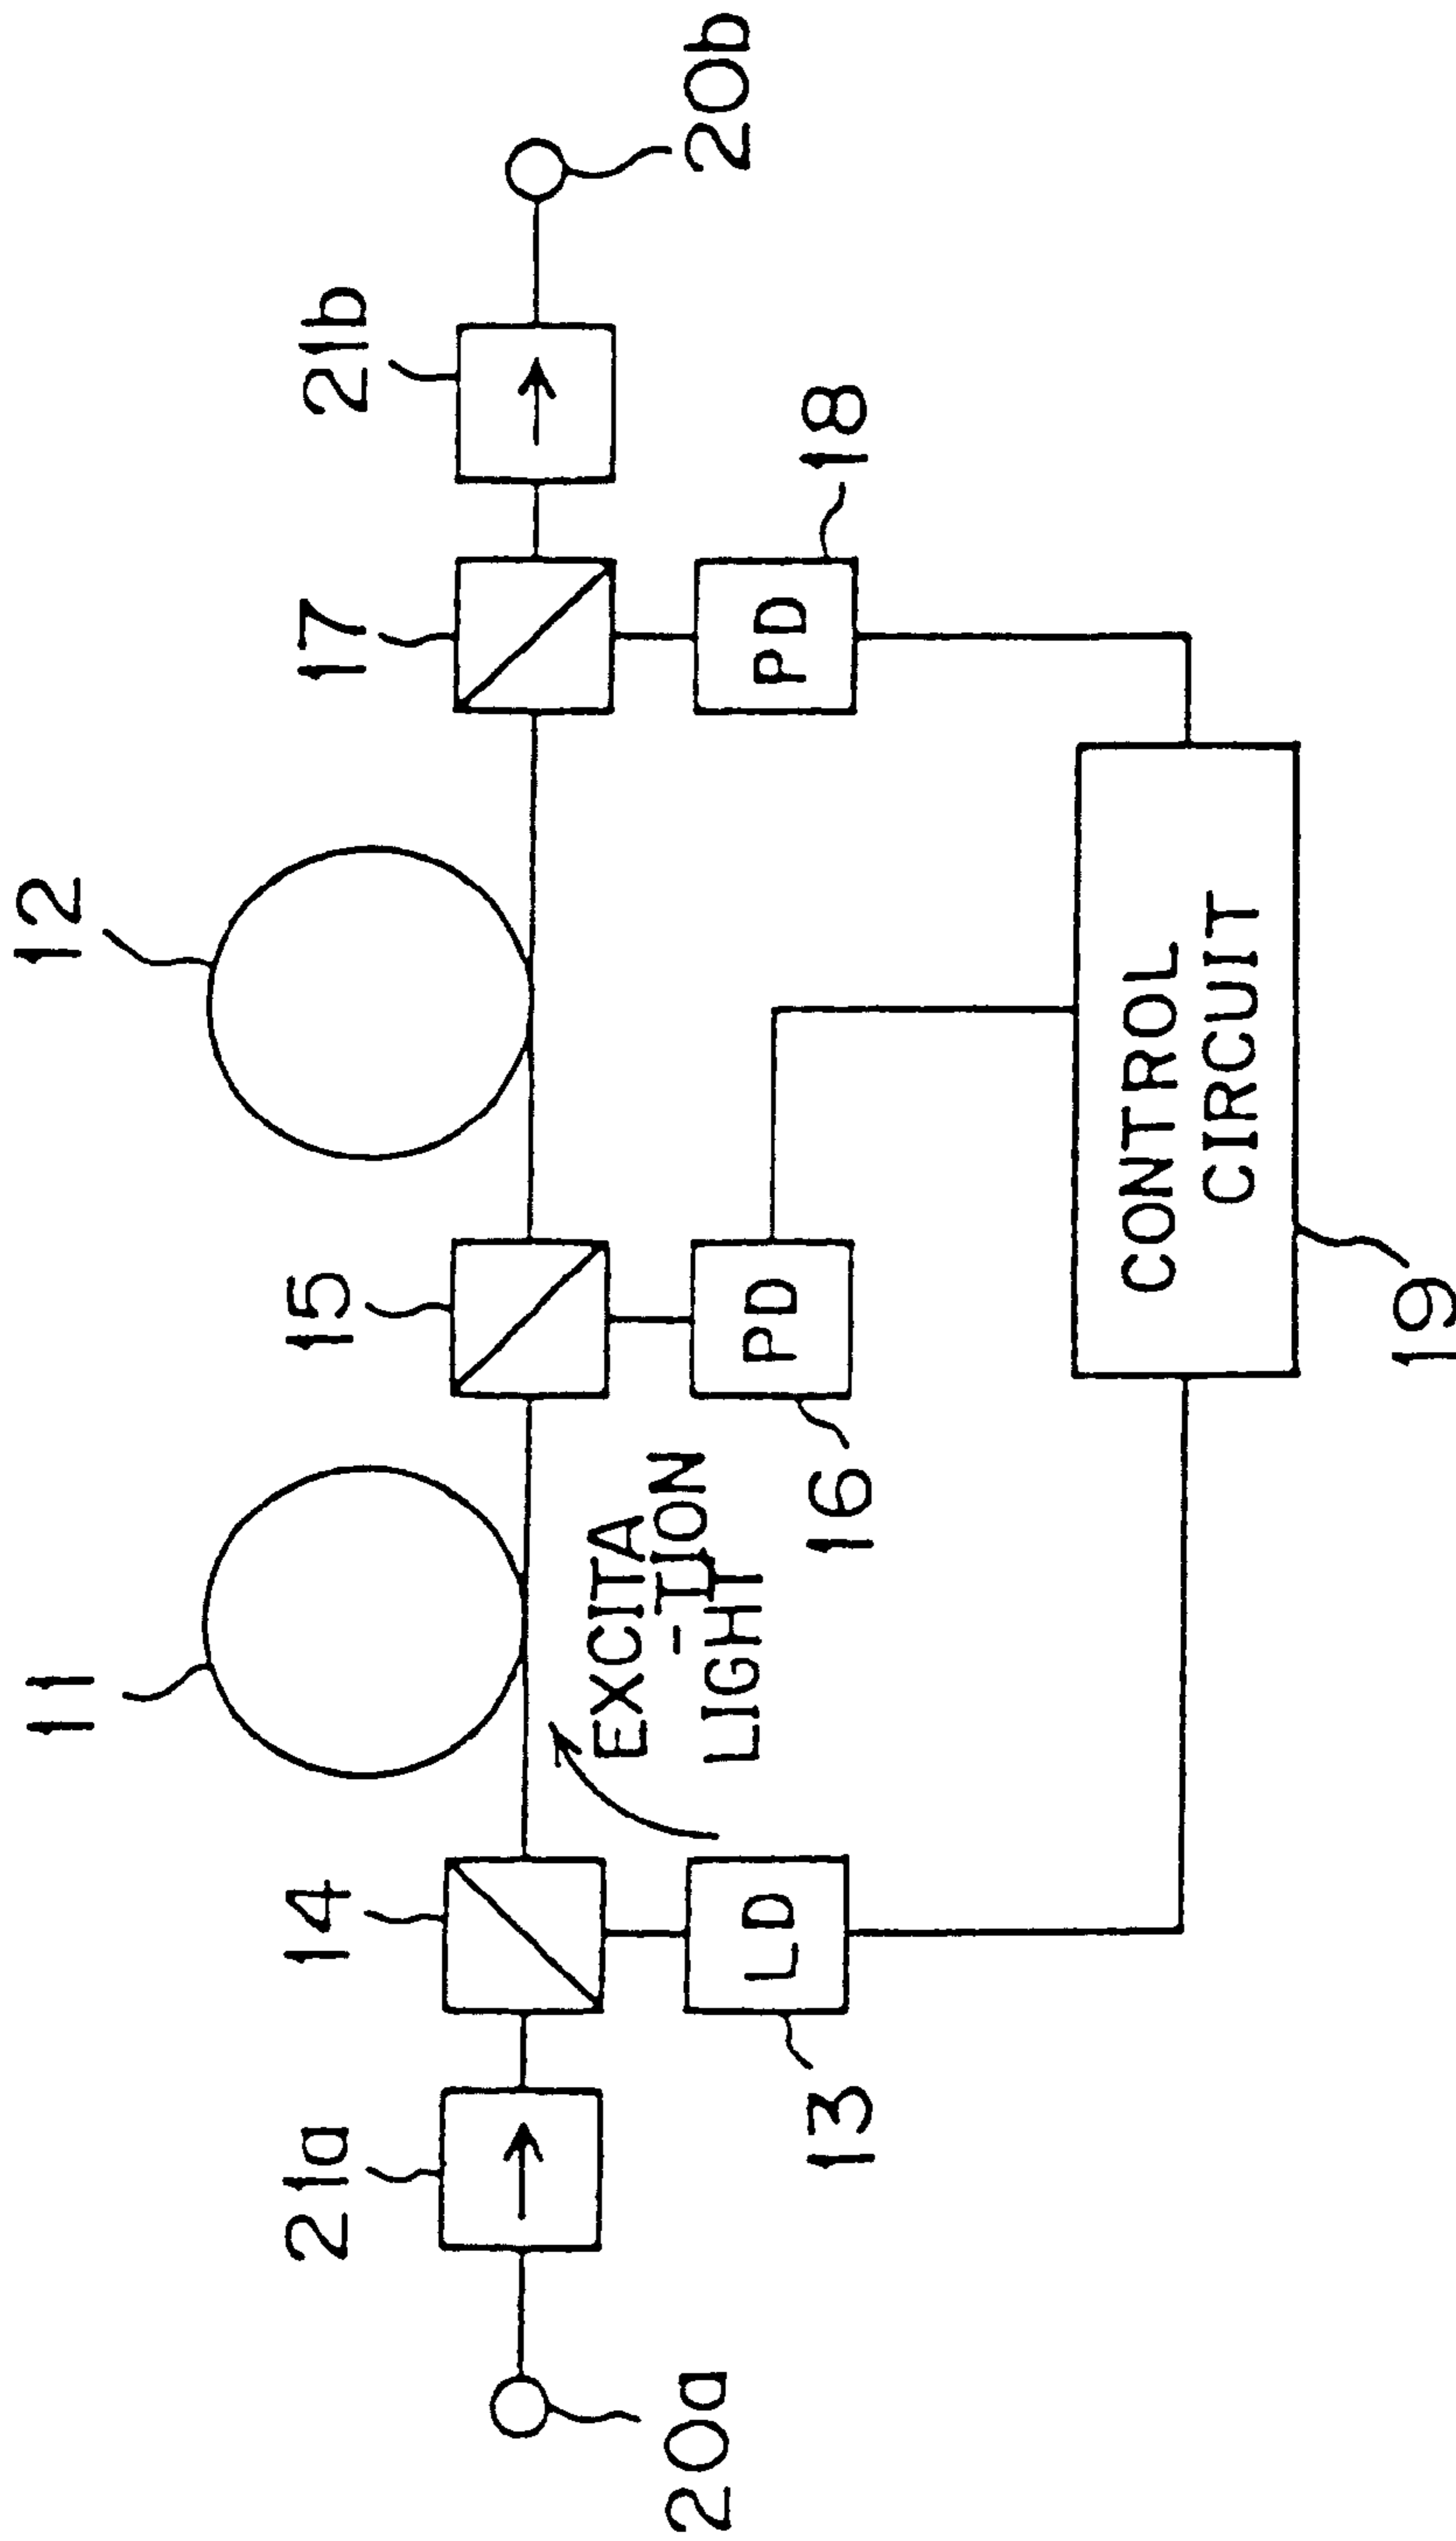 11
12
21a
14
15
17
21b
20a
EXCITA
-TION
LIGHT
20b
LD
PD
PD
13
16
18
CONTROL
CIRCUIT
19